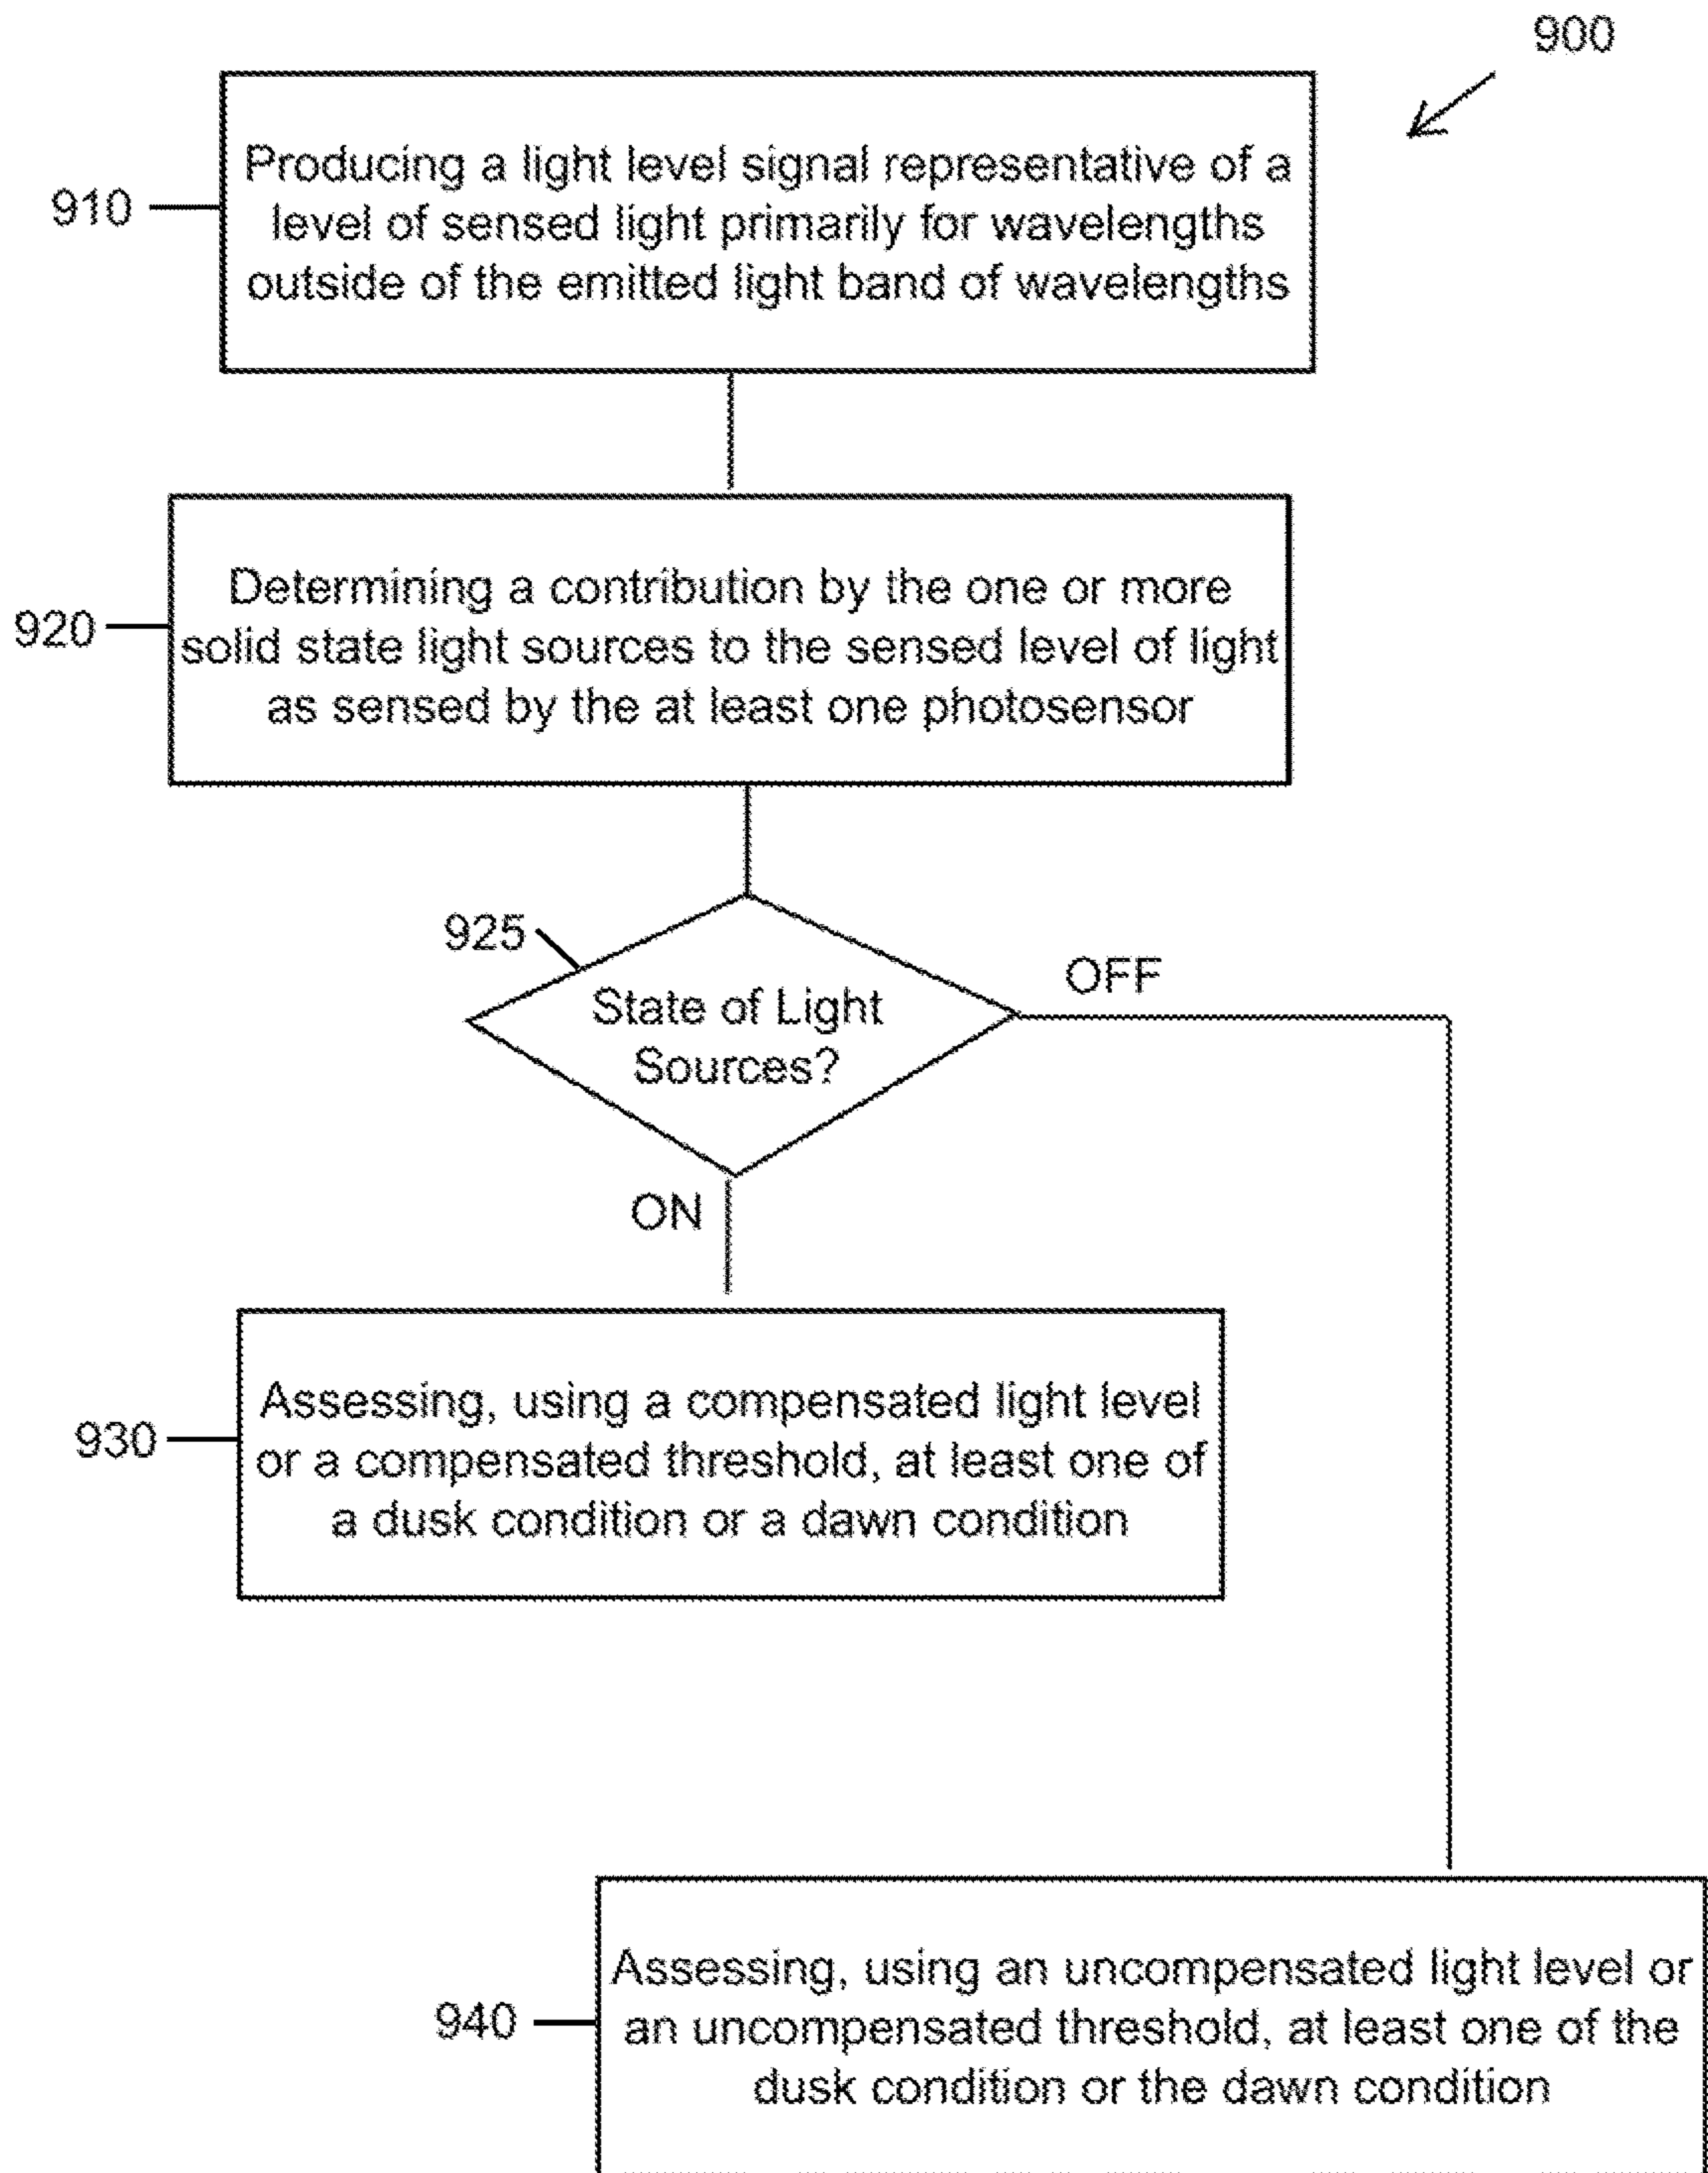 900
910
Producing a light level signal representative of a
level of sensed light primarily for wavelengths
outside of the emitted light band of wavelengths
920
Determining a contribution by the one or more
solid state light sources to the sensed level of light
as sensed by the at least one photosensor
925
State of Light
Sources?
OFF
ON
930
Assessing, using a compensated light level
or a compensated threshold, at least one of
a dusk condition or a dawn condition
940
Assessing, using an uncompensated light level or
an uncompensated threshold, at least one of the
dusk condition or the dawn condition